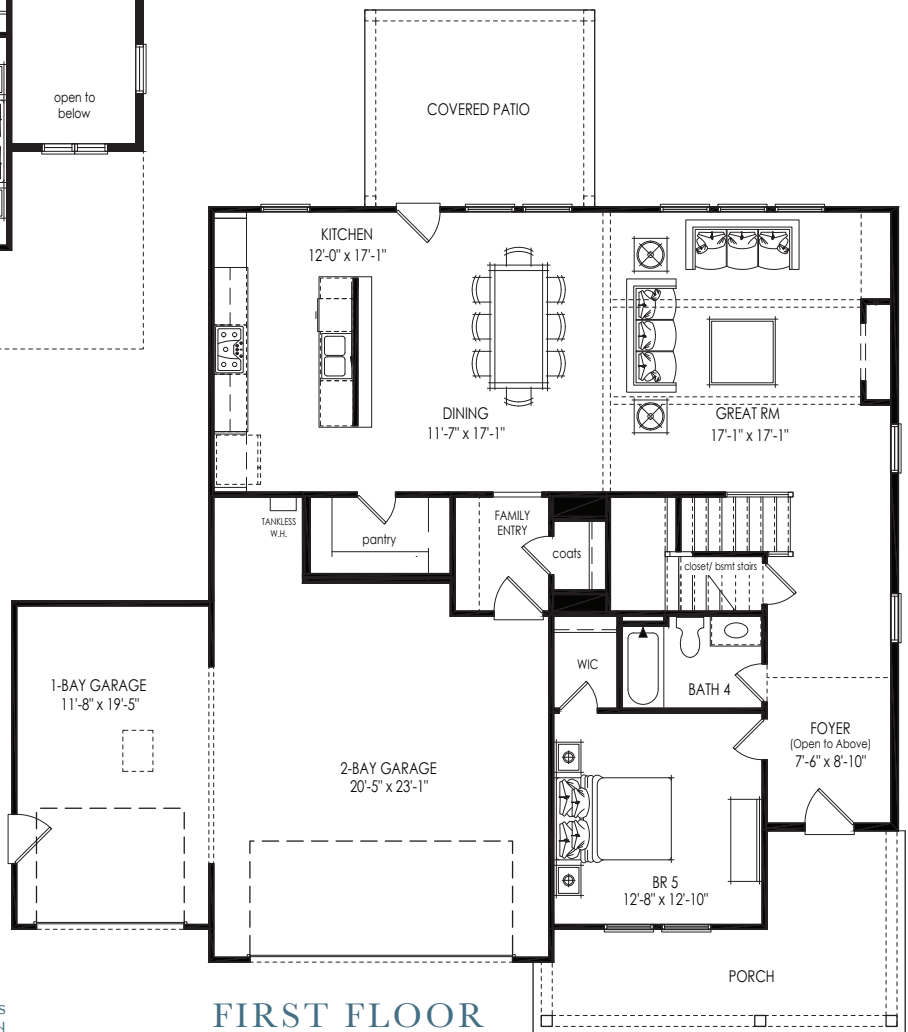 open to
below
COVERED PATIO
KITCHEN
12'-0" x 17'-1"
DINING
11'-7" x 17'-1"
GREAT RM
17'-1" x 17'-1"
TANKLESS
W.H.
pantry
FAMILY
ENTRY
coats
closet/ bsmt stairs
WIC
BATH 4
1-BAY GARAGE
11'-8" x 19'-5"
2-BAY GARAGE
20'-5" x 23'-1"
FOYER
(Open to Above)
7'-6" x 8'-10"
BR 5
12'-8" x 12'-10"
PORCH
FIRST FLOOR